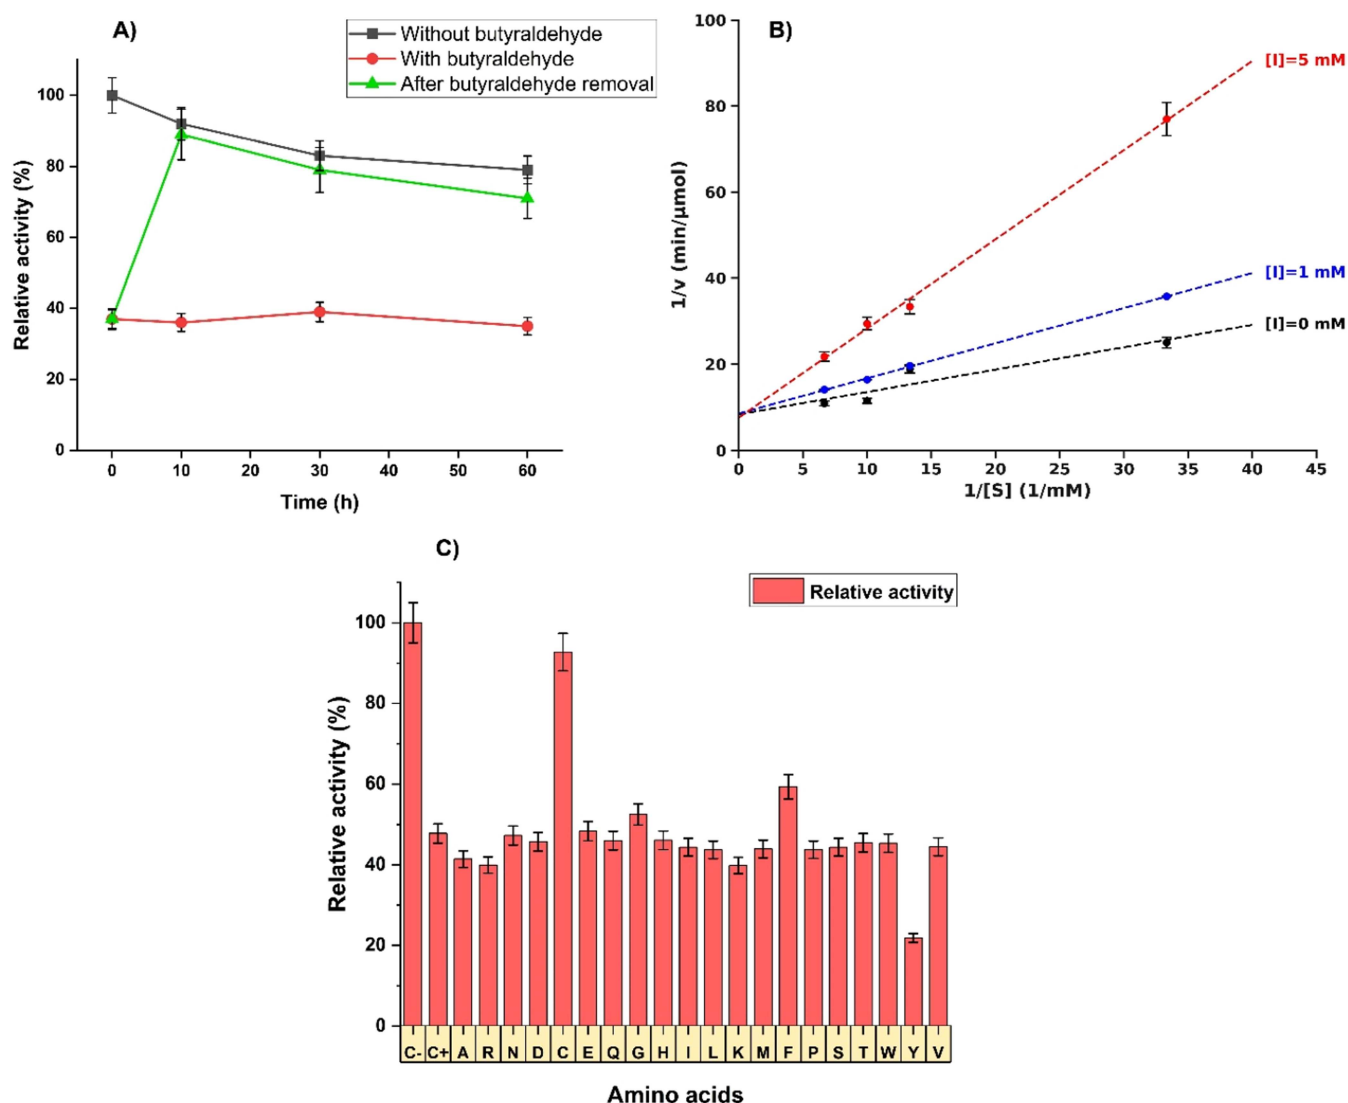 A)
Without butyraldehyde
With butyraldehyde
After butyraldehyde removal
Relative activity (%)
100
80
60
40
20
0
0 10 20 30 40 50 60
Time (h)
B)
1/v (min/μmol)
100
80
60
40
20
0
[I]=5 mM
[I]=1 mM
[I]=0 mM
0 5 10 15 20 25 30 35 40 45
1/[S] (1/mM)
C)
Relative activity
Relative activity (%)
100
80
60
40
20
0
C- C+ A R N D C E Q G H I L K M F P S T W Y V
Amino acids